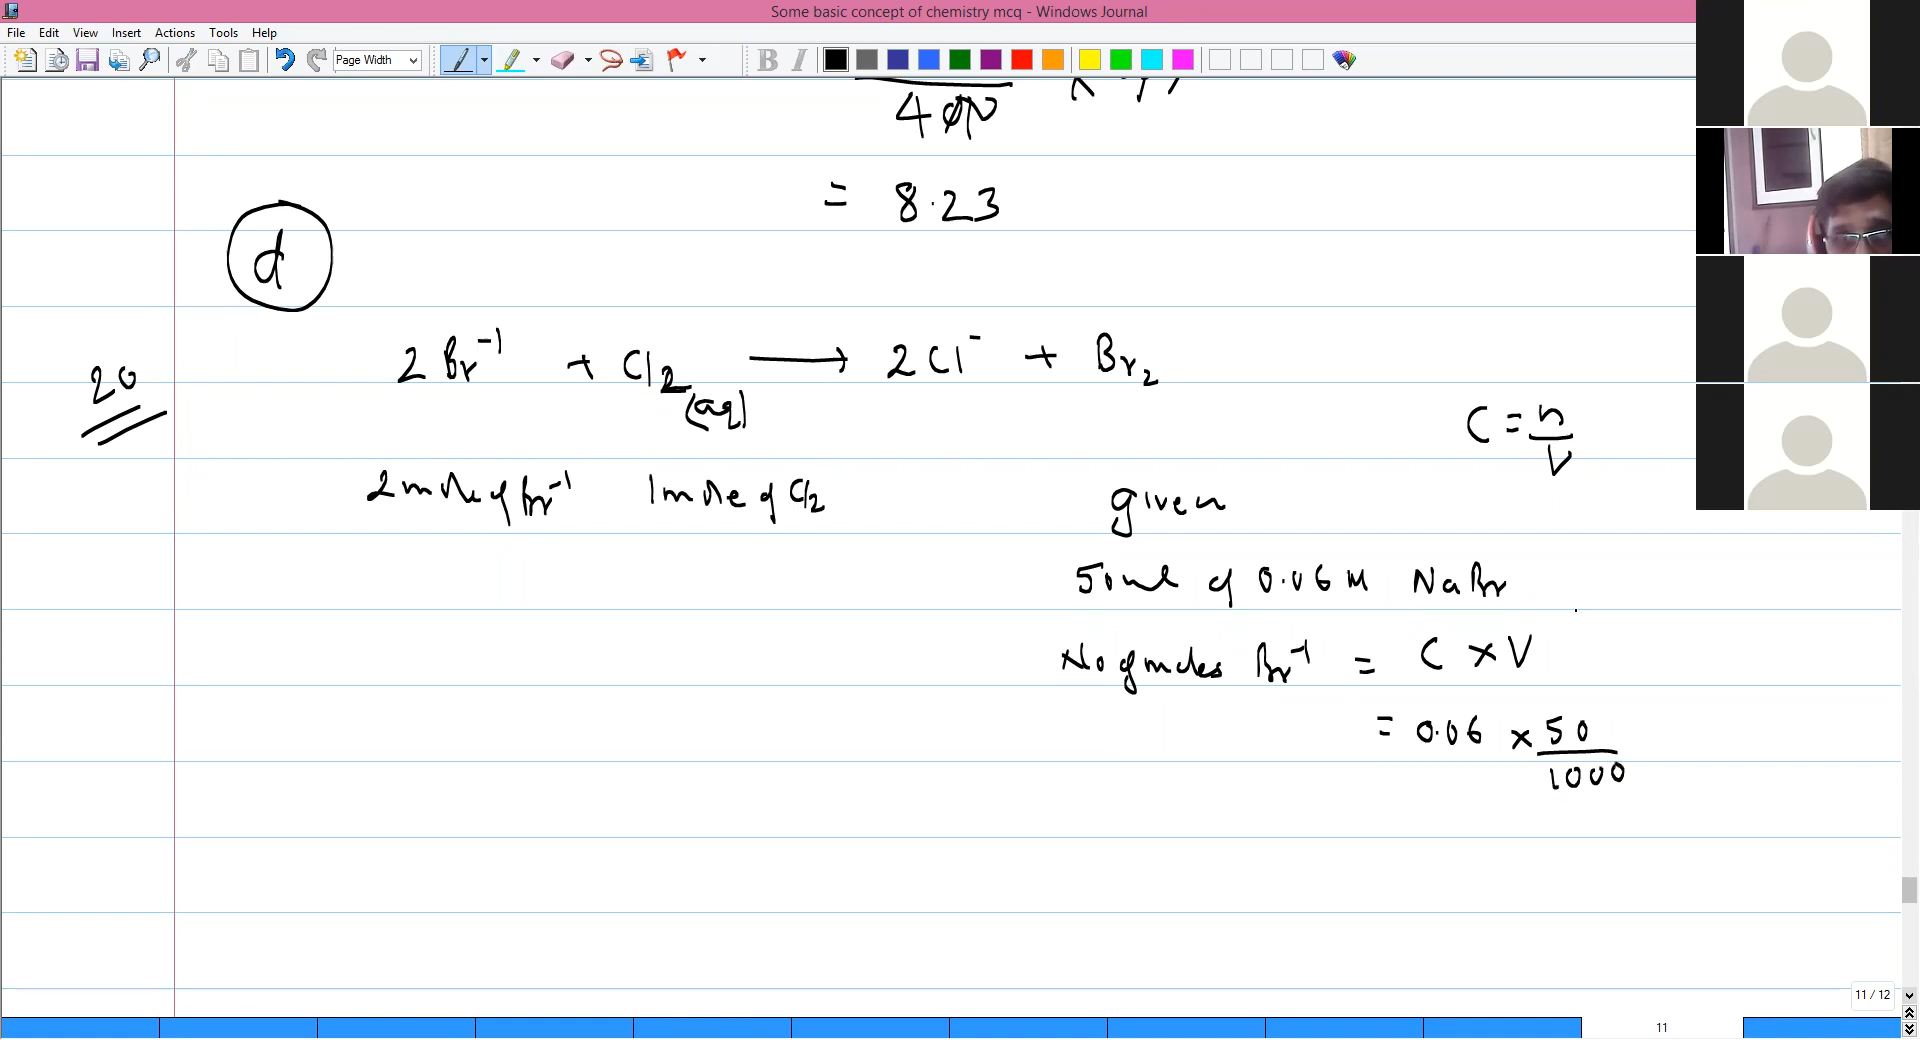 Some basic concept of chemistry mcq - Windows Journal
File Edit View Insert Actions Tools Help
Page Width
B I
= 8.23
d
20
2 Br⁻¹ + Cl₂ (aq) ⟶ 2 Cl⁻ + Br₂
C = n/V
2 mole of Br⁻¹ 1 mole of Cl₂
given
50 ml of 0.06 M NaBr
No of moles Br⁻¹ = C × V
= 0.06 × 50/1000
11 / 12
11